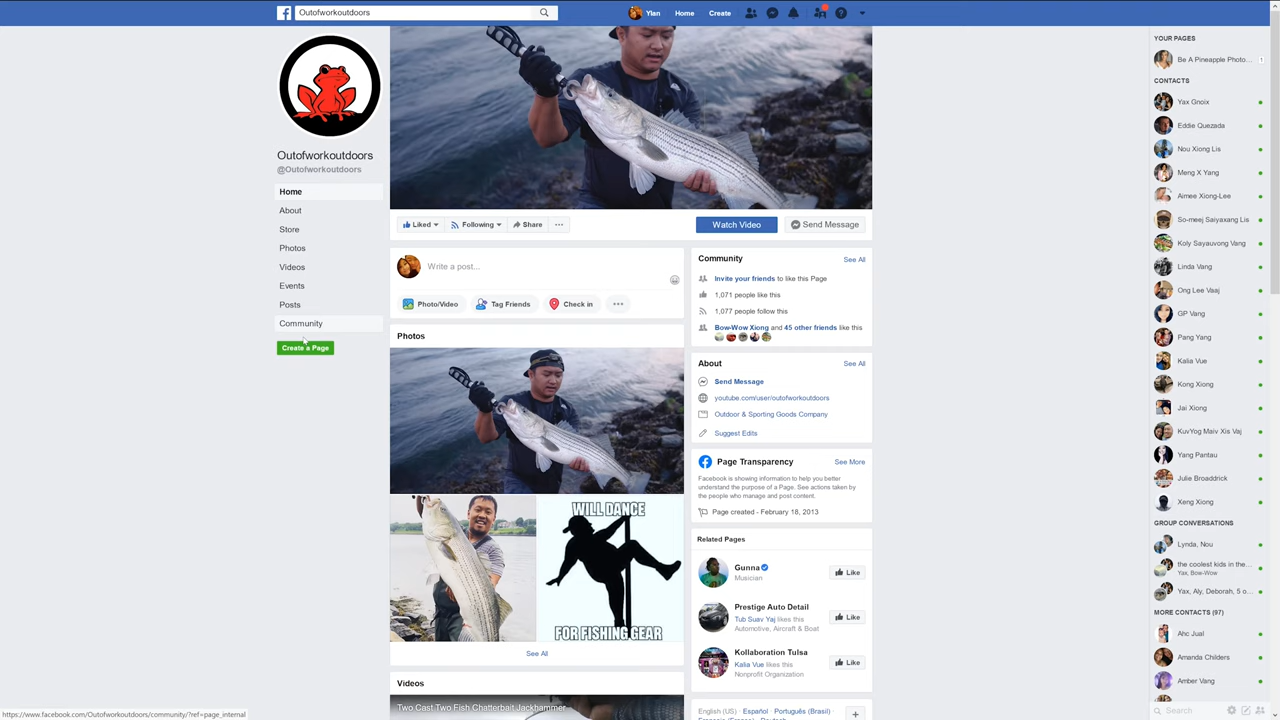 Outofworkoutdoors
Ylan
Home
Create
Outofworkoutdoors
@Outofworkoutdoors
Home
About
Store
Photos
Videos
Events
Posts
Community
Create a Page
Liked
Following
Share
Watch Video
Send Message
Write a post...
Photo/Video
Tag Friends
Check in
Photos
WILL DANCE
FOR FISHING GEAR
See All
Videos
Two Cast Two Fish Chatterbait Jackhammer
Community
See All
Invite your friends to like this Page
1,071 people like this
1,077 people follow this
Bow-Wow Xiong and 45 other friends like this
About
See All
Send Message
youtube.com/user/outofworkoutdoors
Outdoor & Sporting Goods Company
Suggest Edits
Page Transparency
See More
Facebook is showing information to help you better
understand the purpose of a Page. See actions taken by
the people who manage and post content.
Page created - February 18, 2013
Related Pages
Gunna
Musician
Like
Prestige Auto Detail
Tub Suav Yaj likes this
Automotive, Aircraft & Boat
Like
Kollaboration Tulsa
Kalia Vue likes this
Nonprofit Organization
Like
English (US) · Español · Português (Brasil) ·
YOUR PAGES
Be A Pineapple Photo...
1
CONTACTS
Yax Gnoix
Eddie Quezada
Nou Xiong Lis
Meng X Yang
Aimee Xiong-Lee
So-meej Saiyaxang Lis
Koly Sayauvong Vang
Linda Vang
Ong Lee Vaaj
GP Vang
Pang Yang
Kalia Vue
Kong Xiong
Jai Xiong
KuvYog Maiv Xis Vaj
Yang Pantau
Julie Broaddrick
Xeng Xiong
GROUP CONVERSATIONS
Lynda, Nou
the coolest kids in the...
Yax, Bow-Wow
Yax, Aly, Deborah, 5 o...
MORE CONTACTS (97)
Ahc Jual
Amanda Childers
Amber Vang
Search
https://www.facebook.com/Outofworkoutdoors/community/?ref=page_internal